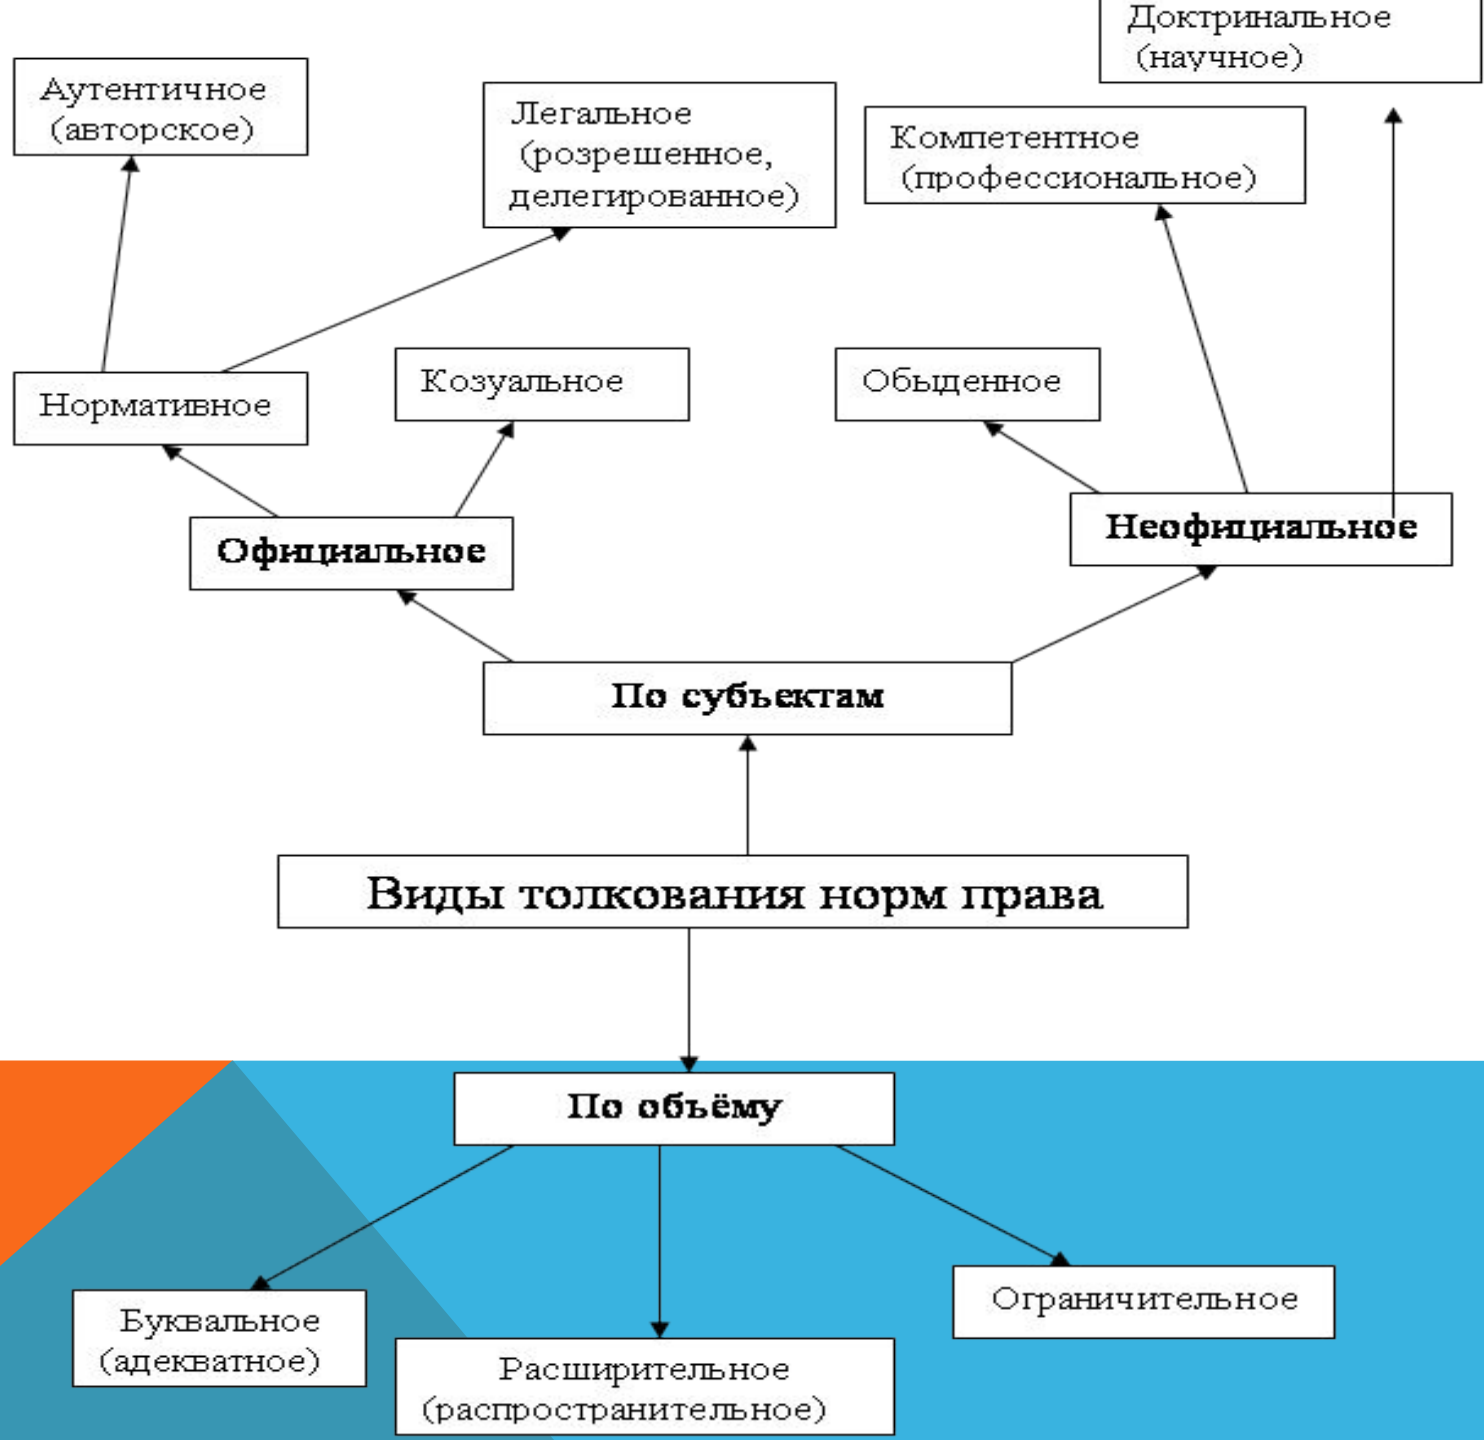 Доктринальное
(научное)
Аутентичное
(авторское)
Легальное
(розрешенное,
делегированное)
Компетентное
(профессиональное)
Нормативное
Козуальное
Обыденное
Официальное
Неофициальное
По субъектам
Виды толкования норм права
По объёму
Буквальное
(адекватное)
Расширительное
(распространительное)
Ограничительное